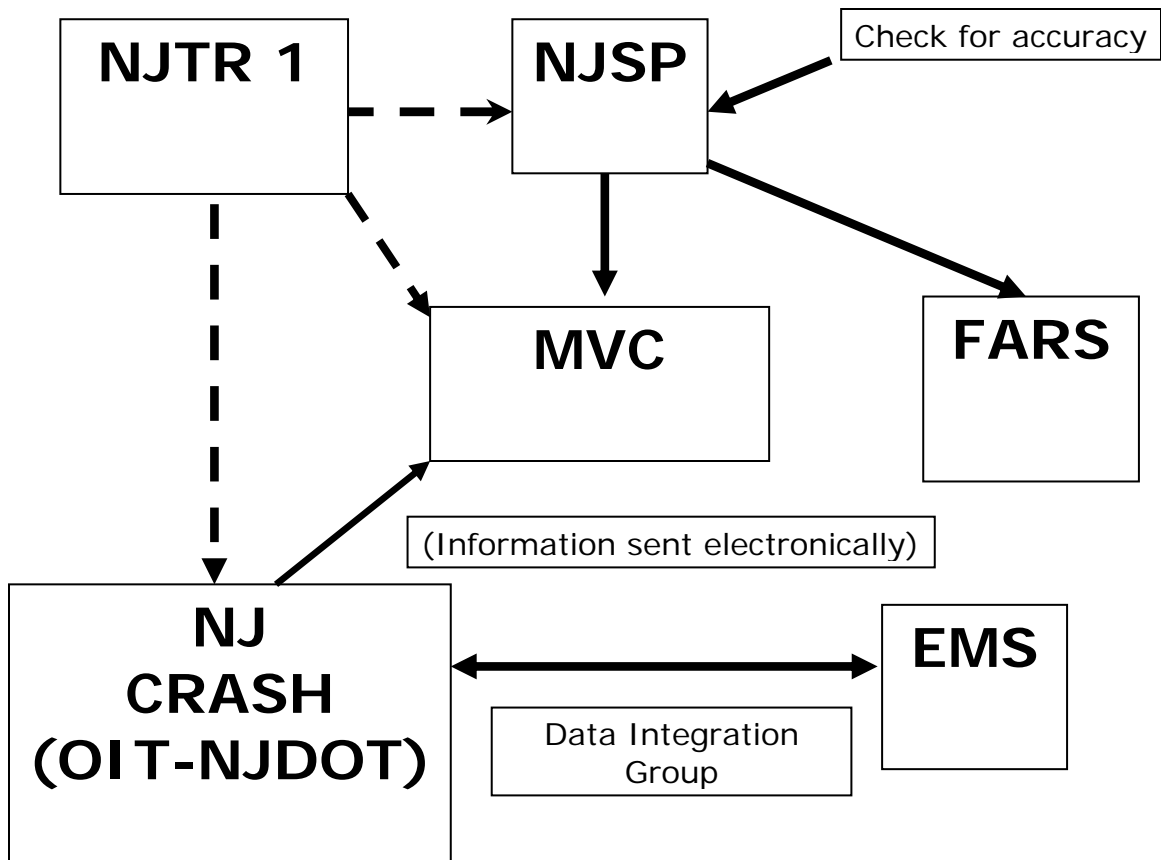 NJTR 1
NJSP
Check for accuracy
MVC
FARS
(Information sent electronically)
NJ
CRASH
(OIT-NJDOT)
EMS
Data Integration
Group